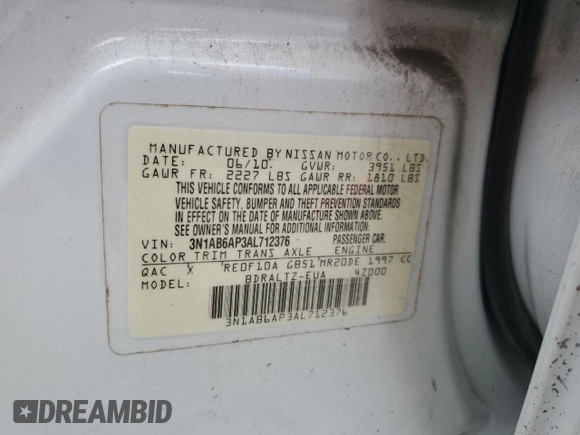 MANUFACTURED BY NISSAN MOTOR CO., LTD.
DATE: 06/10. GVWR: 3951 LBS
GAWR FR: 2227 LBS GAWR RR: 1810 LBS
THIS VEHICLE CONFORMS TO ALL APPLICABLE FEDERAL MOTOR
VEHICLE SAFETY, BUMPER AND THEFT PREVENTION STANDARDS
IN EFFECT ON THE DATE OF MANUFACTURE SHOWN ABOVE.
SEE OWNER'S MANUAL FOR ADDITIONAL INFORMATION.
VIN: 3N1AB6AP3AL712376 PASSENGER CAR.
COLOR TRIM TRANS AXLE ENGINE
QAC X RE0F10A GB51 MR20DE 1997 CC
MODEL: BDRALTZ-EUA 42000
3N1AB6AP3AL712376
DREAMBID